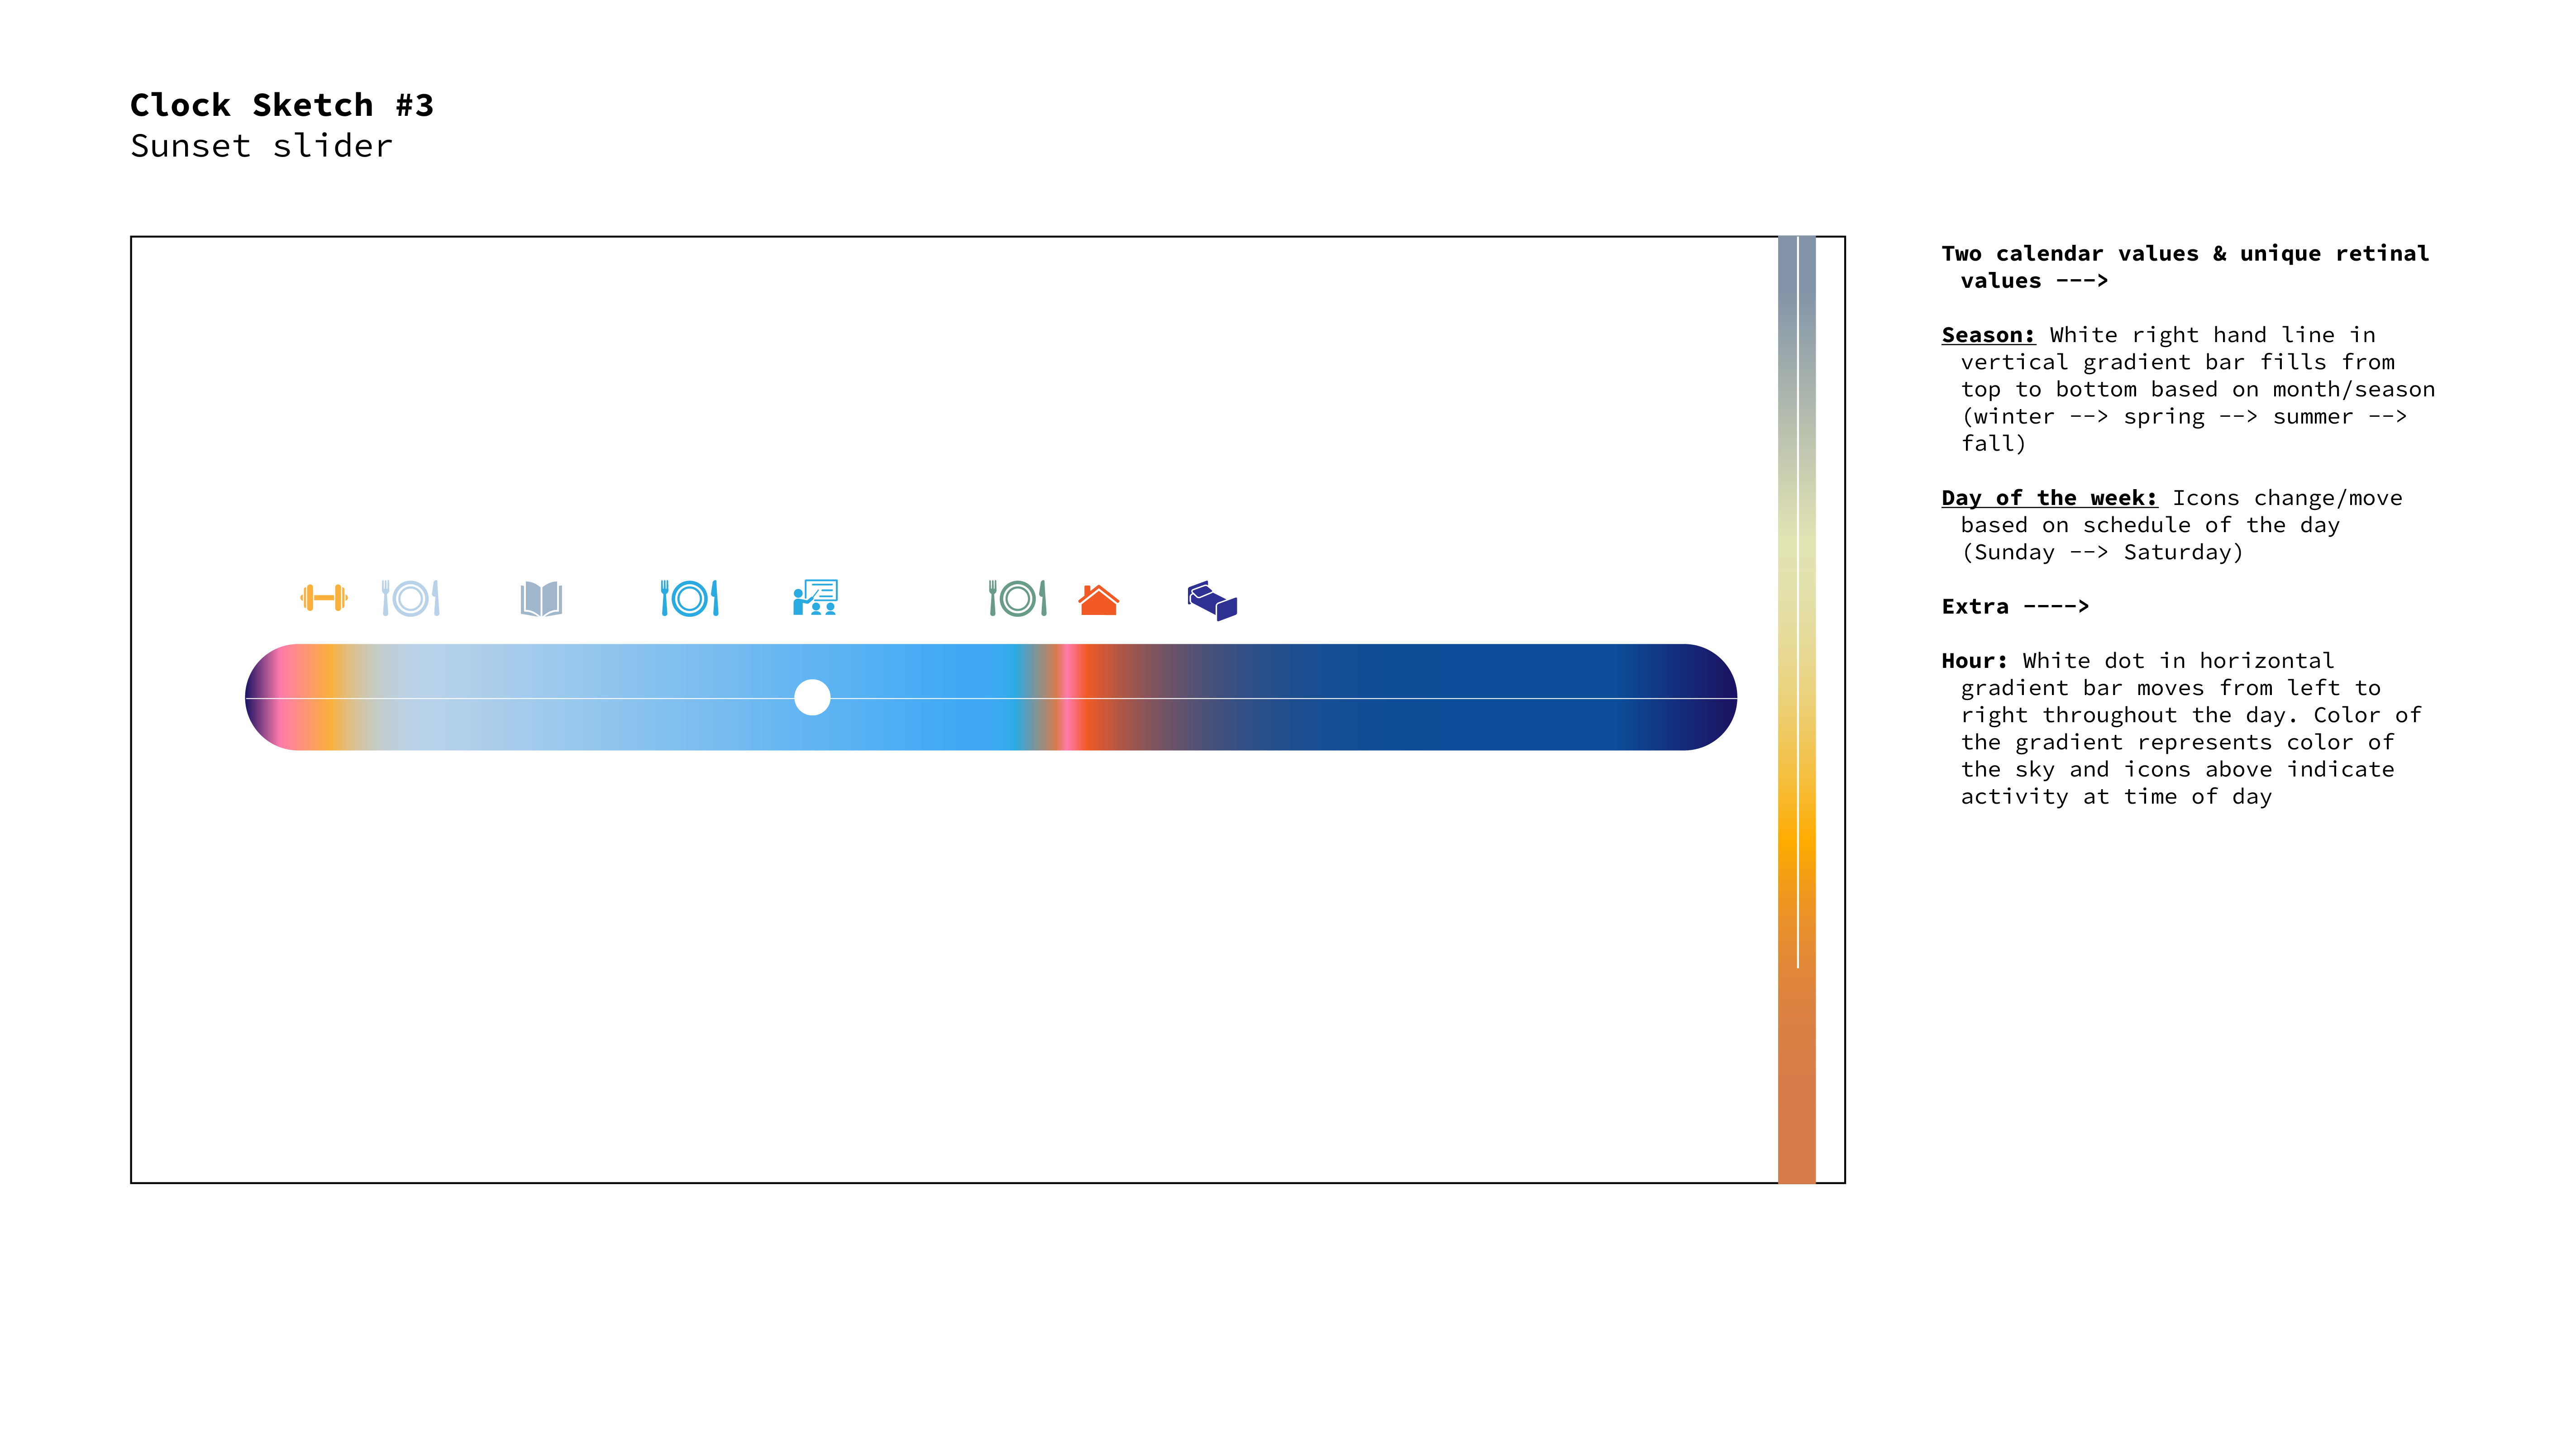 Clock Sketch #3
Sunset slider
Two calendar values & unique retinal
values --->
Season: White right hand line in
vertical gradient bar fills from
top to bottom based on month/season
(winter --> spring --> summer -->
fall)
Day of the week: Icons change/move
based on schedule of the day
(Sunday --> Saturday)
Extra ---->
Hour: White dot in horizontal
gradient bar moves from left to
right throughout the day. Color of
the gradient represents color of
the sky and icons above indicate
activity at time of day